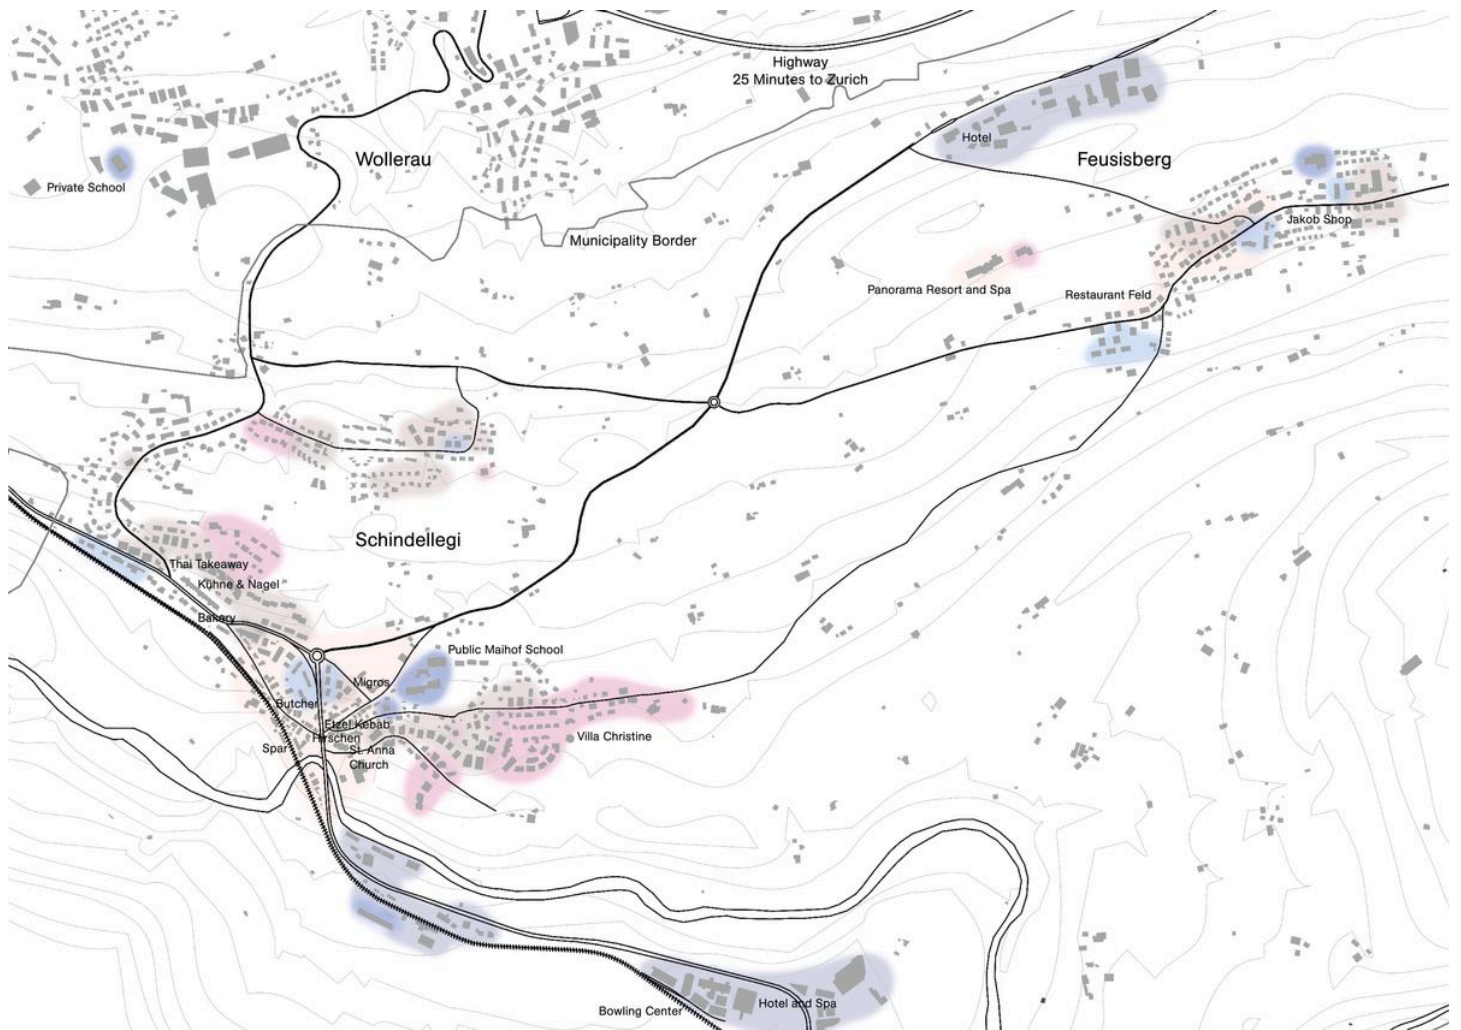 Highway
25 Minutes to Zurich
Hotel
Wollerau
Feusisberg
Private School
Jakob Shop
Municipality Border
Panorama Resort and Spa
Restaurant Feld
Schindellegi
Thai Takeaway
Kühne & Nagel
Bakery
Public Maihof School
Migros
Butcher
Etzel Kebab
Hirschen
Villa Christine
Spar
St. Anna
Church
Hotel and Spa
Bowling Center